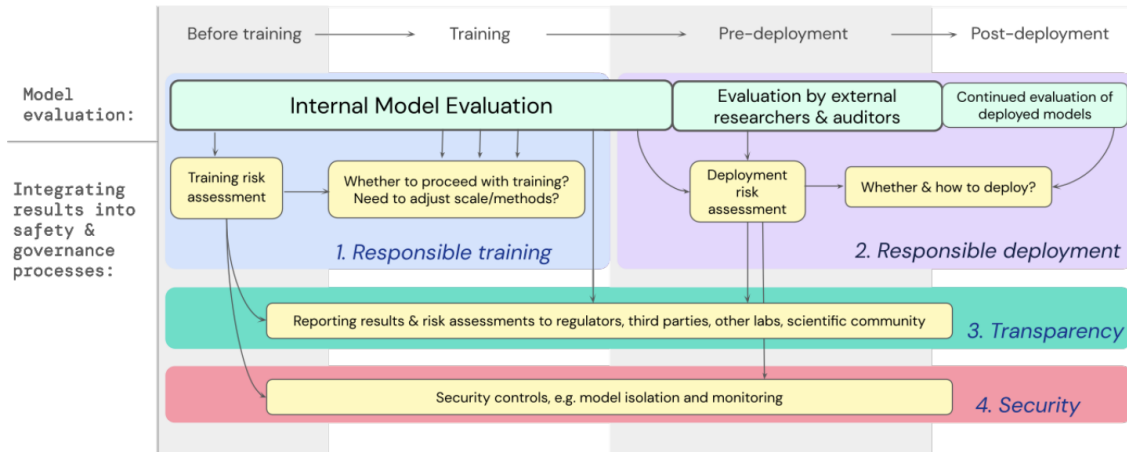 Before training
Training
Pre-deployment
Post-deployment
Model
evaluation:
Internal Model Evaluation
Evaluation by external
researchers & auditors
Continued evaluation of
deployed models
Integrating
results into
safety &
governance
processes:
Training risk
assessment
Whether to proceed with training?
Need to adjust scale/methods?
Deployment
risk
assessment
Whether & how to deploy?
1. Responsible training
2. Responsible deployment
Reporting results & risk assessments to regulators, third parties, other labs, scientific community
3. Transparency
Security controls, e.g. model isolation and monitoring
4. Security